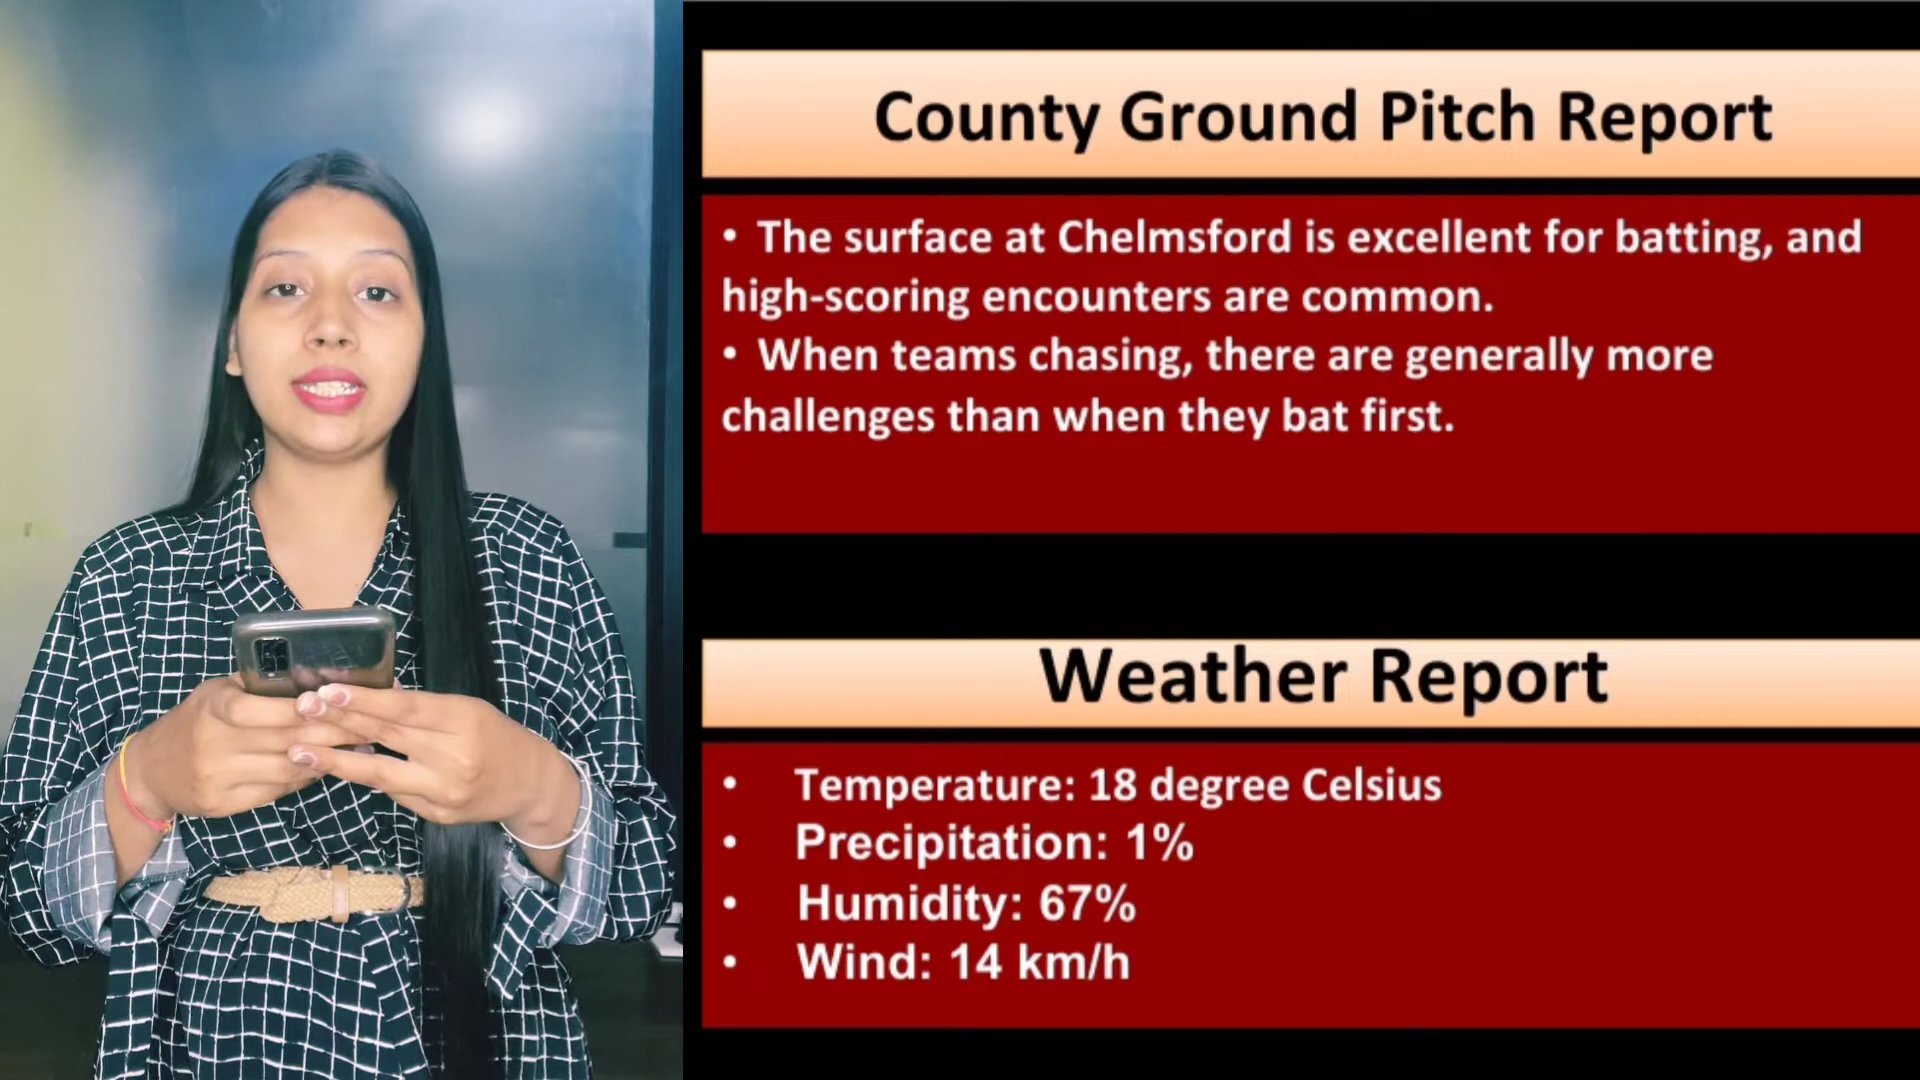 County Ground Pitch Report
• The surface at Chelmsford is excellent for batting, and
high-scoring encounters are common.
• When teams chasing, there are generally more
challenges than when they bat first.
Weather Report
• Temperature: 18 degree Celsius
• Precipitation: 1%
• Humidity: 67%
• Wind: 14 km/h